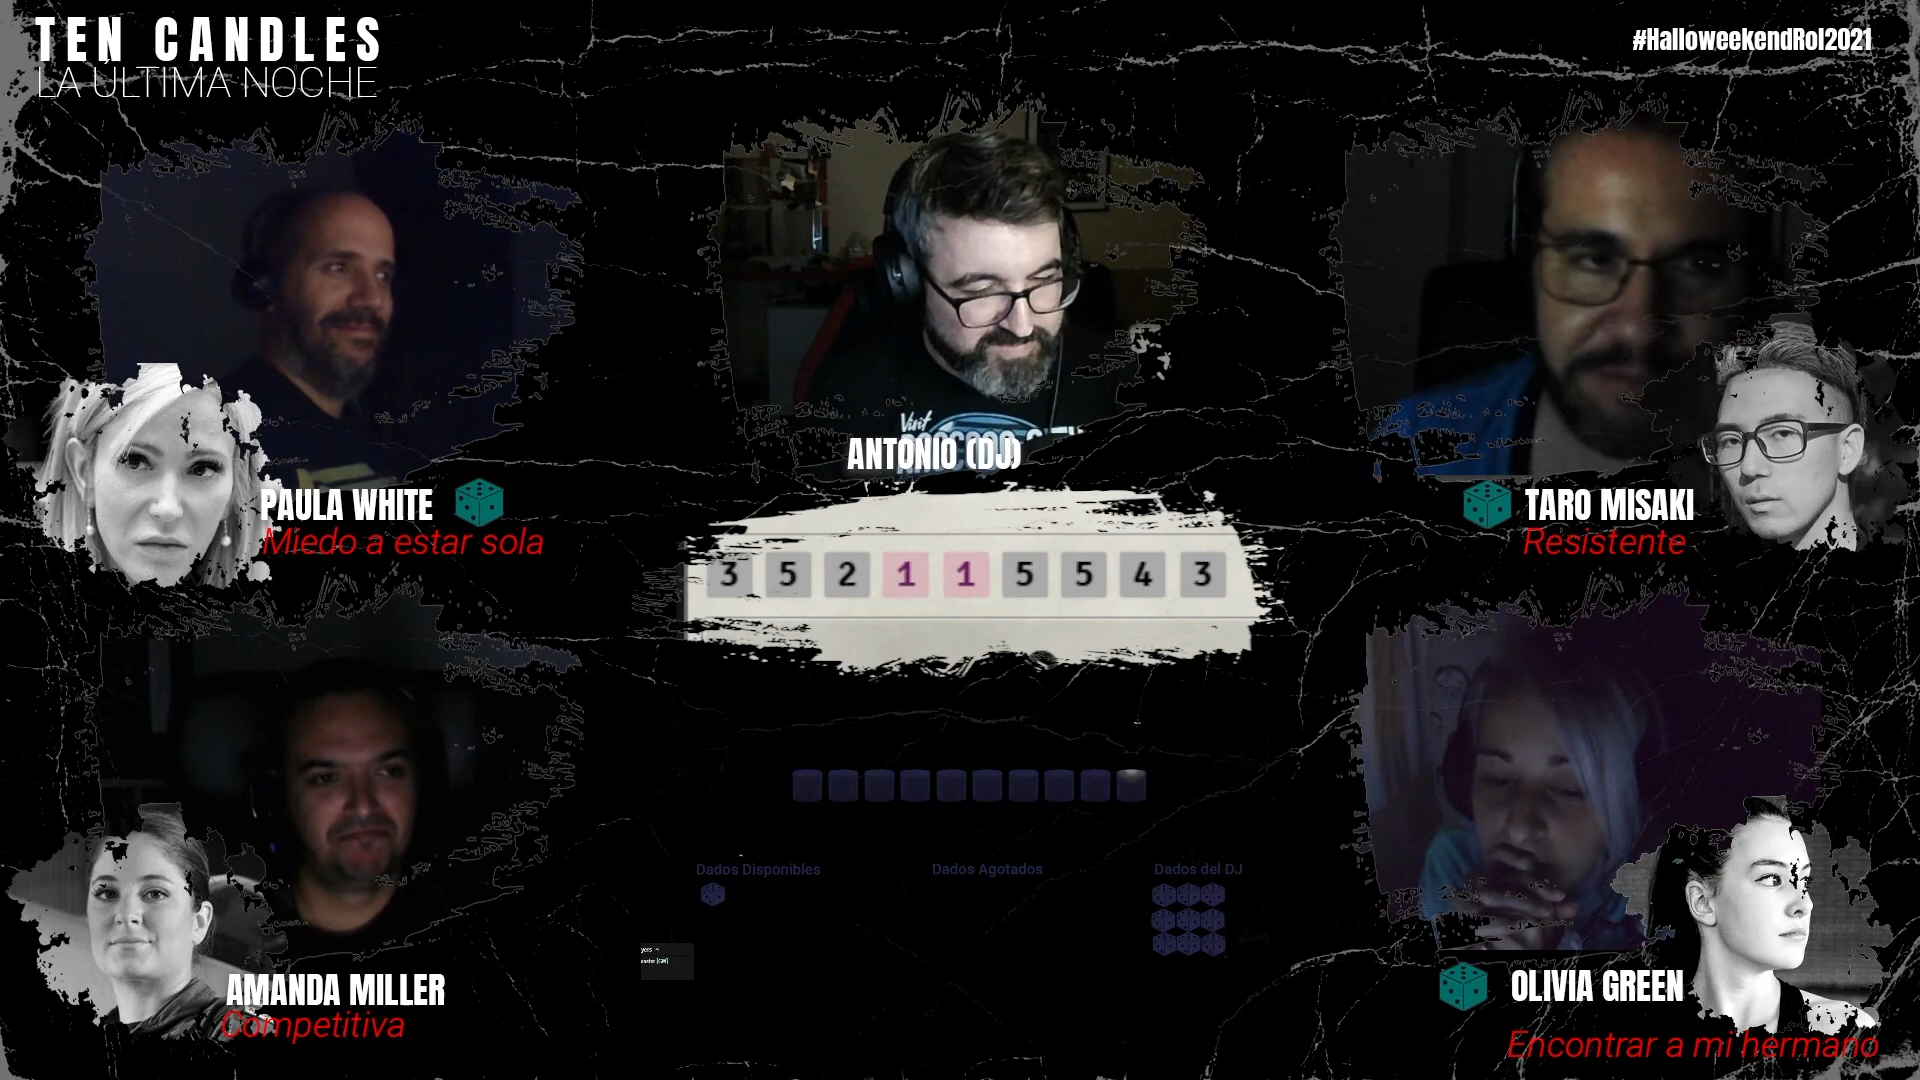 TEN CANDLES
LA ÚLTIMA NOCHE
#HalloweekendRol2021
Visit
ANTONIO (DJ)
PAULA WHITE
Miedo a estar sola
TARO MISAKI
Resistente
3 5 2 1 1 5 5 4 3
Dados Disponibles
Dados Agotados
Dados del DJ
AMANDA MILLER
Competitiva
OLIVIA GREEN
Encontrar a mi hermano